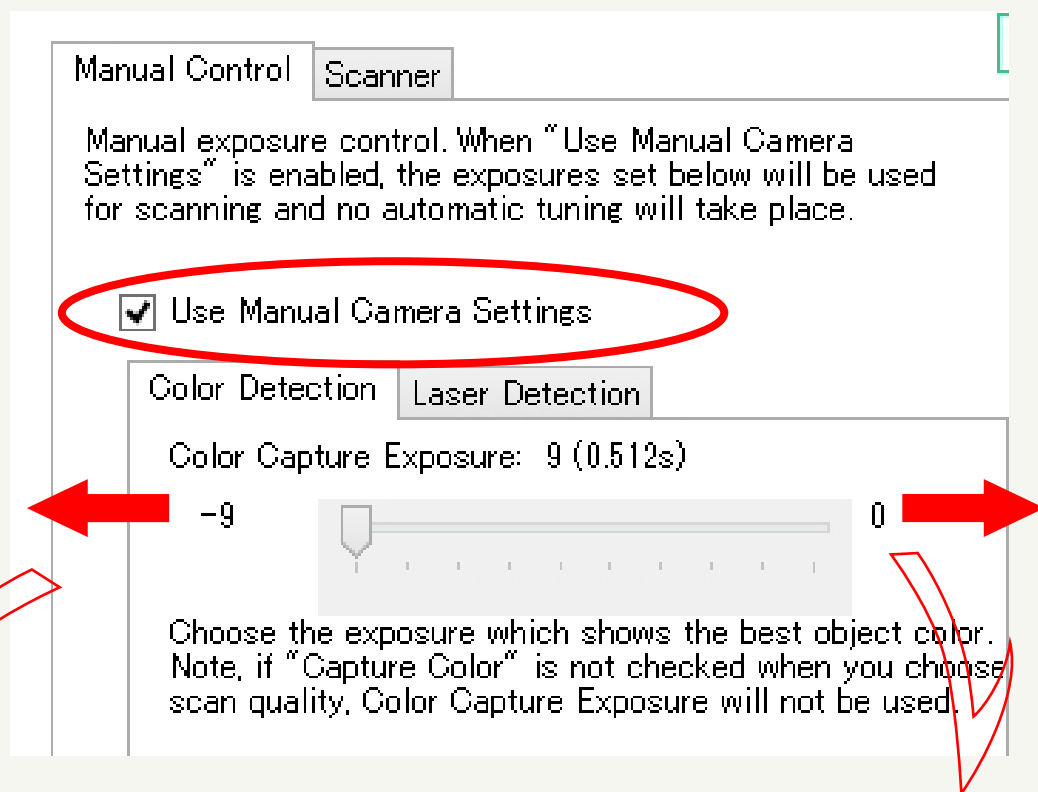 Manual Control Scanner
Manual exposure control. When "Use Manual Camera
Settings" is enabled, the exposures set below will be used
for scanning and no automatic tuning will take place.
Use Manual Camera Settings
Color Detection Laser Detection
Color Capture Exposure: 9 (0.512s)
-9 0
Choose the exposure which shows the best object color.
Note, if "Capture Color" is not checked when you choose
scan quality, Color Capture Exposure will not be used.